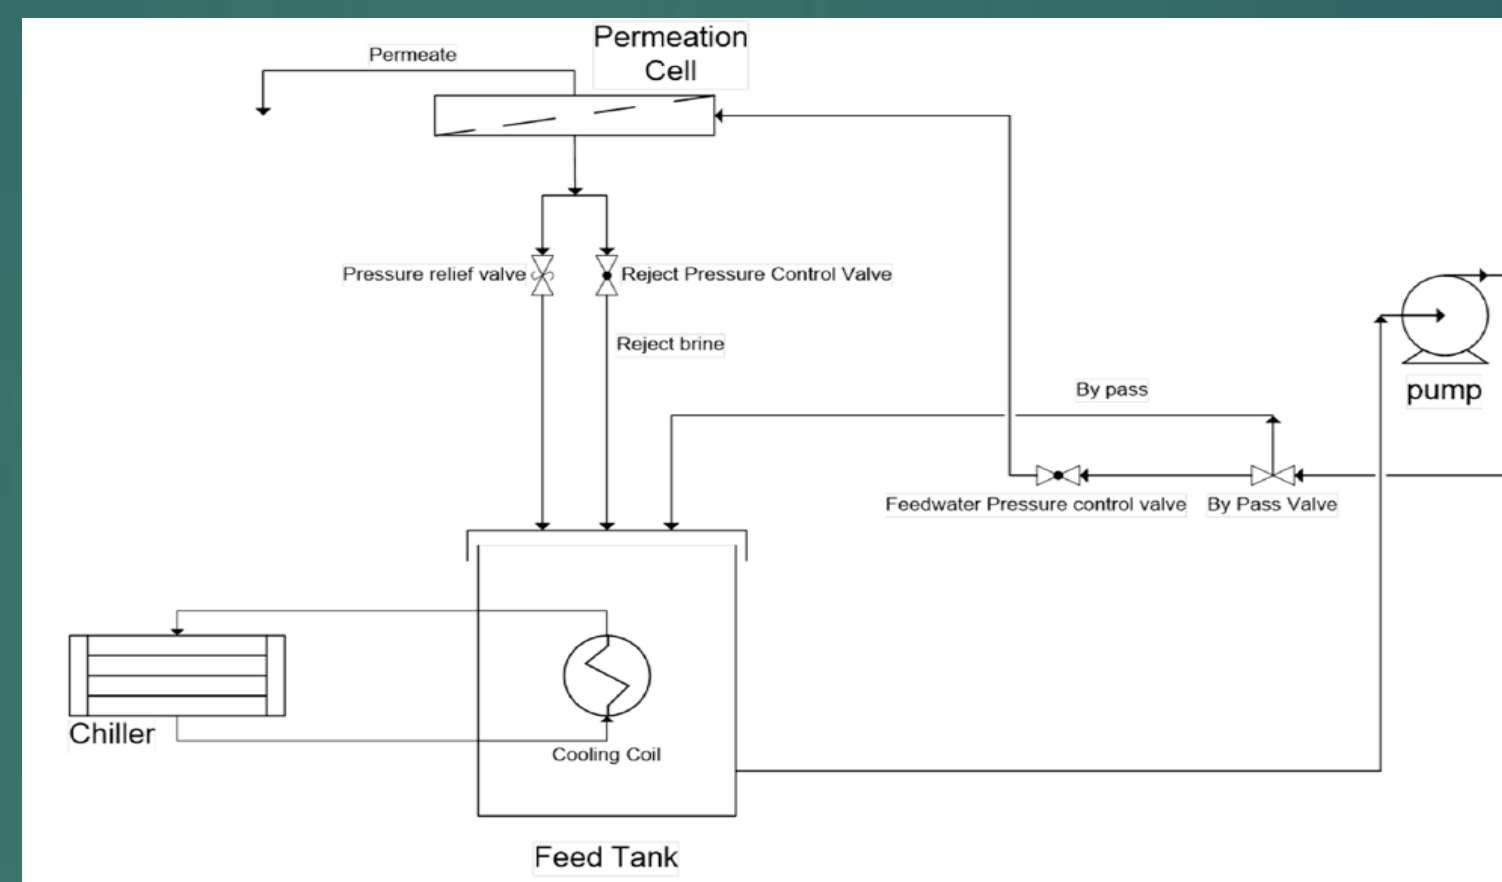 Permeation
Cell
Permeate
Pressure relief valve
Reject Pressure Control Valve
Reject brine
By pass
pump
Feedwater Pressure control valve
By Pass Valve
Chiller
Cooling Coil
Feed Tank